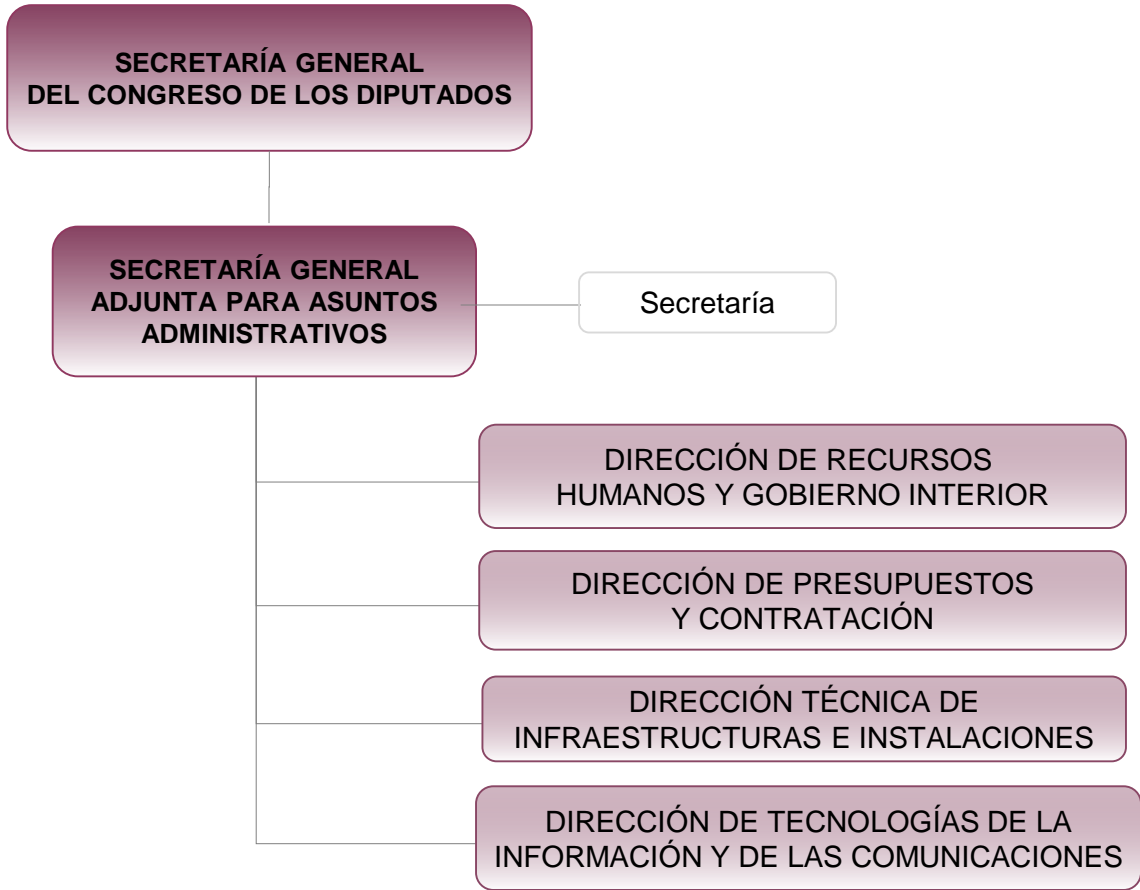 SECRETARÍA GENERAL
DEL CONGRESO DE LOS DIPUTADOS
SECRETARÍA GENERAL
ADJUNTA PARA ASUNTOS
ADMINISTRATIVOS
Secretaría
DIRECCIÓN DE RECURSOS
HUMANOS Y GOBIERNO INTERIOR
DIRECCIÓN DE PRESUPUESTOS
Y CONTRATACIÓN
DIRECCIÓN TÉCNICA DE
INFRAESTRUCTURAS E INSTALACIONES
DIRECCIÓN DE TECNOLOGÍAS DE LA
INFORMACIÓN Y DE LAS COMUNICACIONES